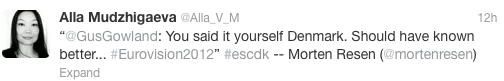 Alla Mudzhigaeva @Alla_V_M 12h
“@GusGowland: You said it yourself Denmark. Should have known
better... #Eurovision2012” #escdk -- Morten Resen (@mortenresen)
Expand